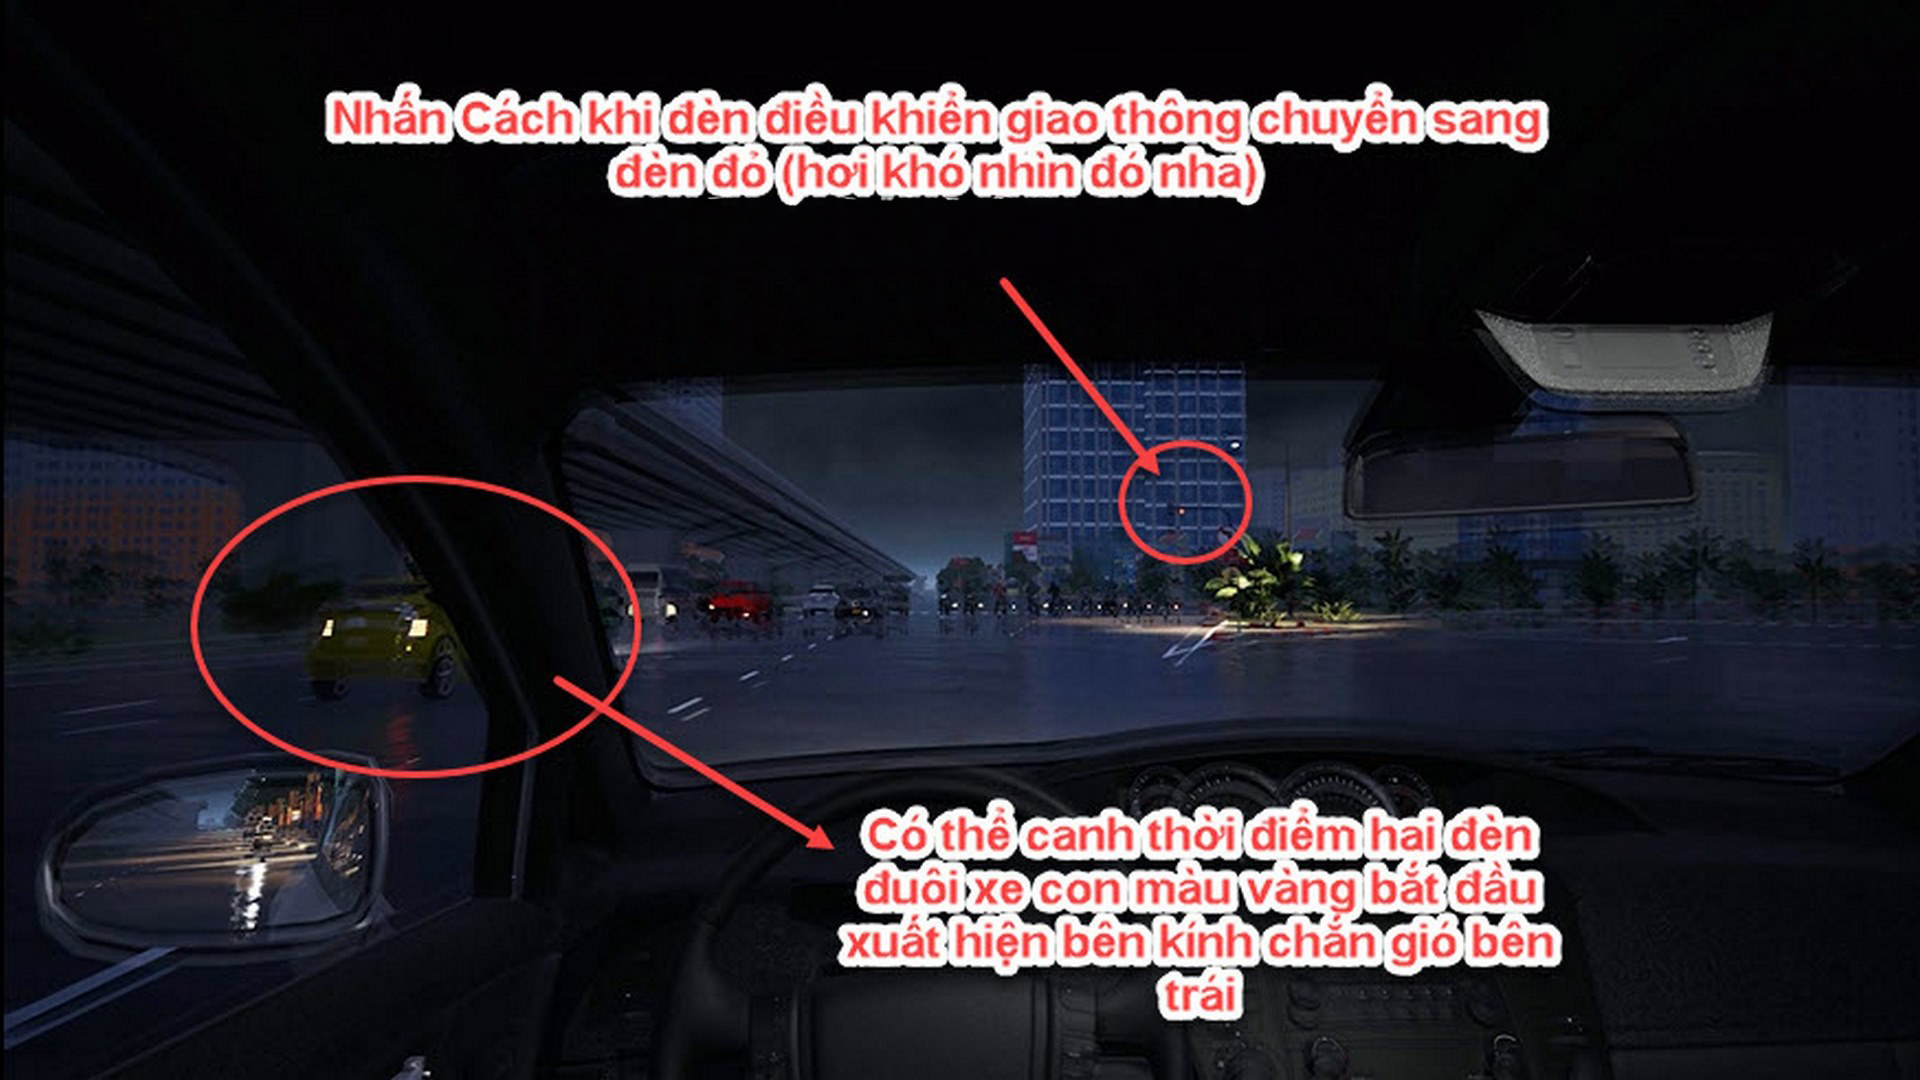 Nhấn Cách khi đèn điều khiển giao thông chuyển sang
đèn đỏ (hơi khó nhìn đó nha)
Có thể canh thời điểm hai đèn
đuôi xe con màu vàng bắt đầu
xuất hiện bên kính chắn gió bên
trái